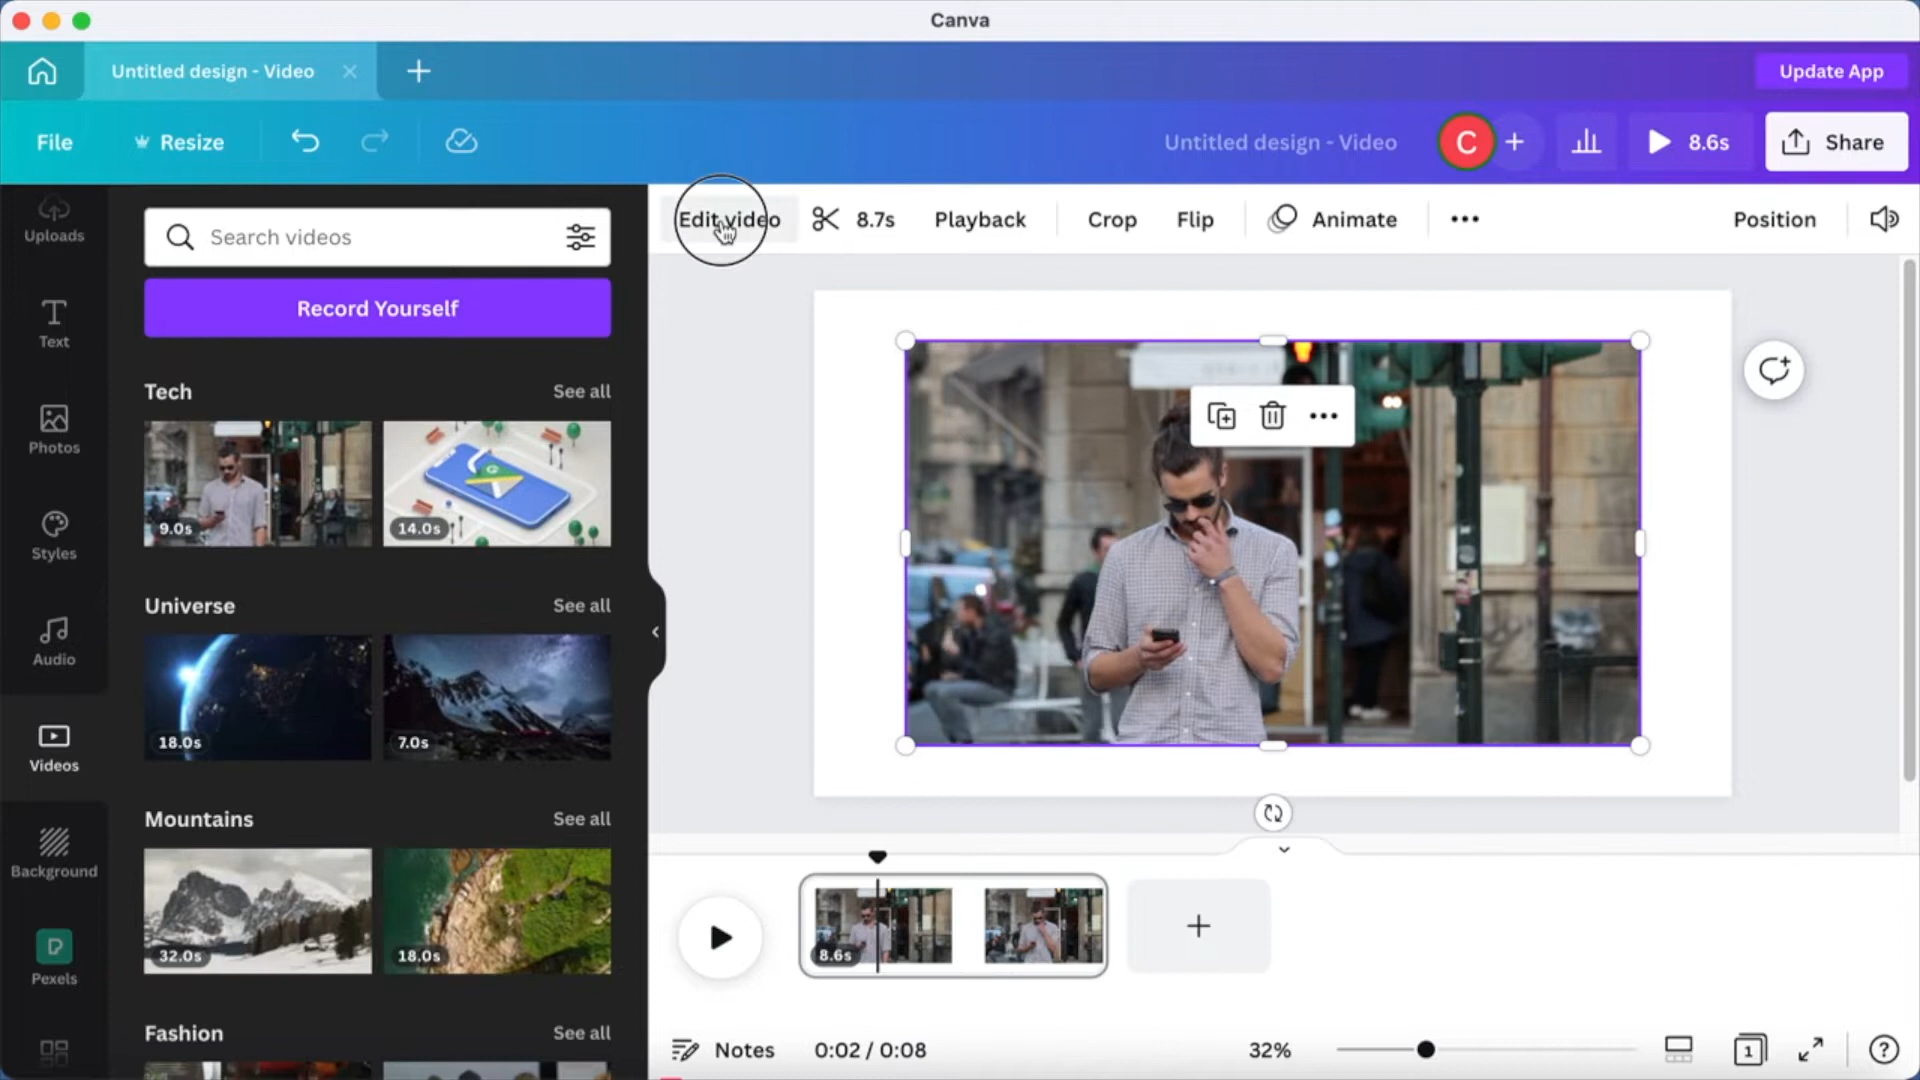 Canva
Untitled design - Video
Update App
File
Resize
Untitled design - Video
C
8.6s
Share
Uploads
Search videos
Edit video
8.7s
Playback
Crop
Flip
Animate
Position
Record Yourself
Text
Tech
See all
Photos
9.0s
14.0s
Styles
Universe
See all
Audio
18.0s
7.0s
Videos
Mountains
See all
Background
32.0s
18.0s
8.6s
Pexels
Fashion
See all
Notes
0:02 / 0:08
32%
1